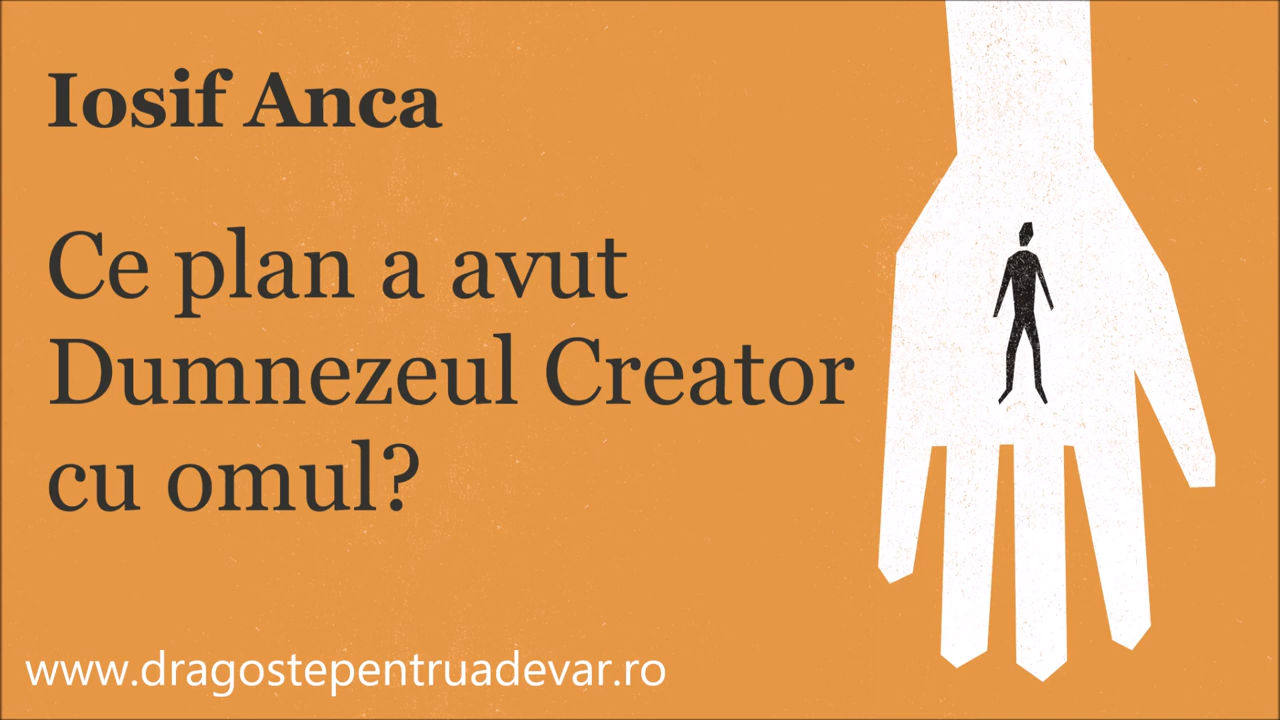 Iosif Anca
Ce plan a avut
Dumnezeul Creator
cu omul?
www.dragostepentruadevar.ro